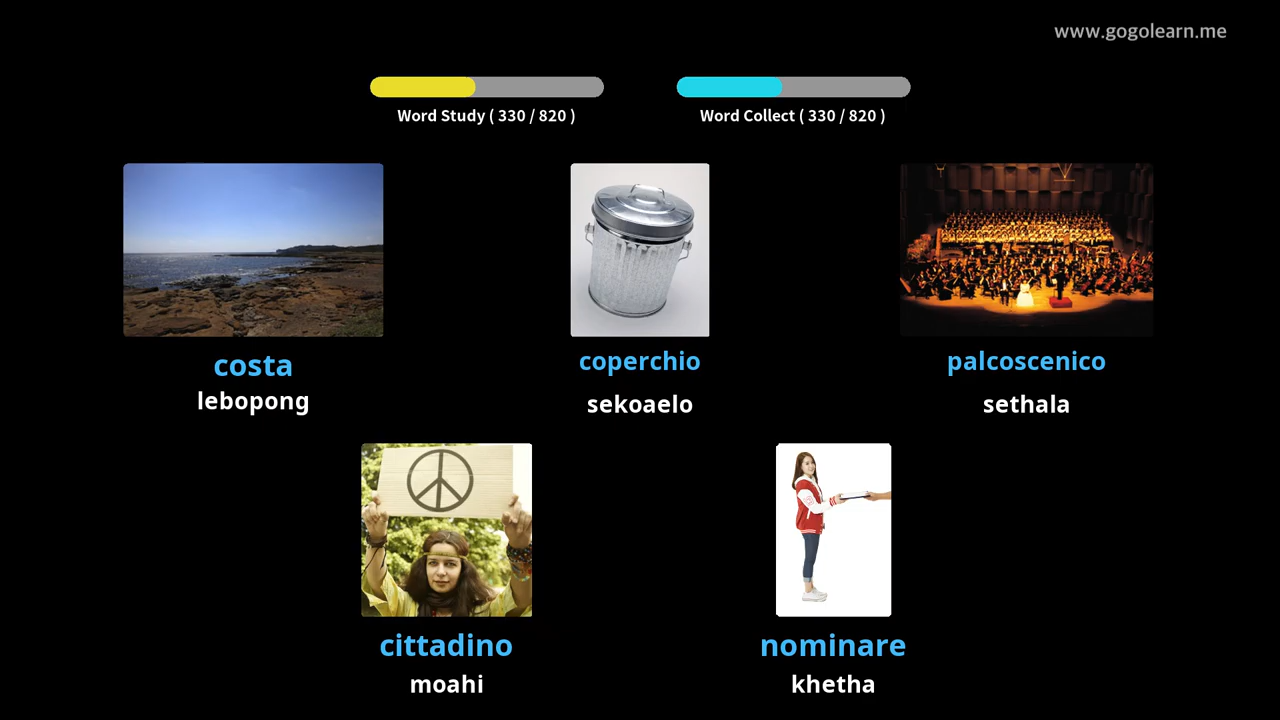 www.gogolearn.me
Word Study ( 330 / 820 )
Word Collect ( 330 / 820 )
costa
lebopong
coperchio
sekoaelo
palcoscenico
sethala
cittadino
moahi
nominare
khetha